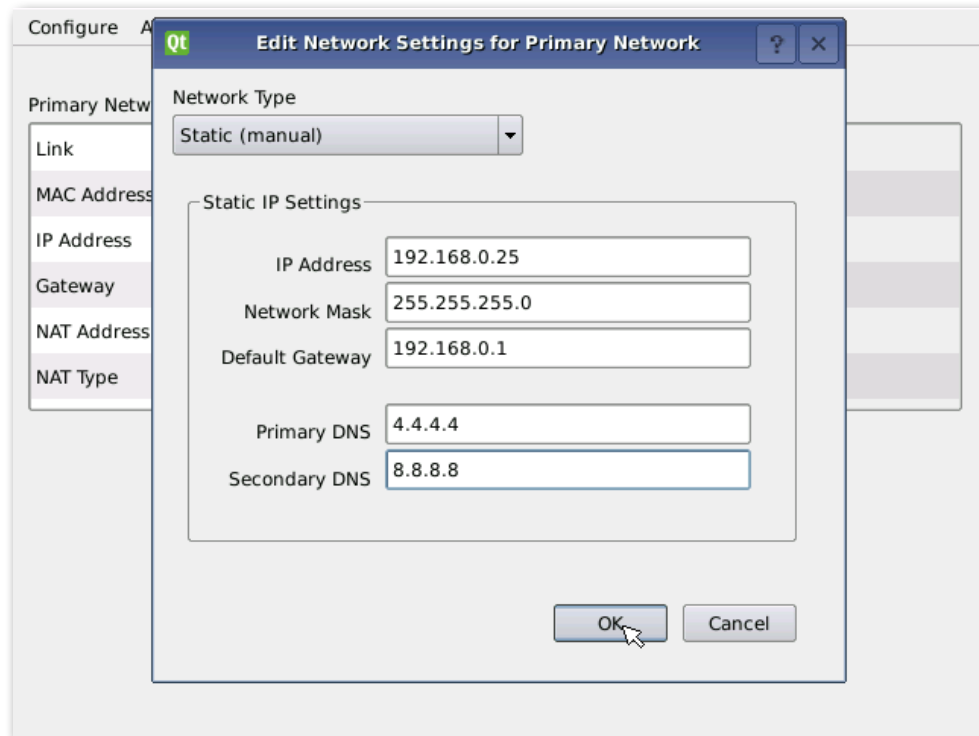 Configure A
Qt Edit Network Settings for Primary Network ?
Network Type
Primary Netw
Static (manual)
Link
MAC Address
IP Address
Gateway
NAT Address
NAT Type
Static IP Settings
IP Address 192.168.0.25
Network Mask 255.255.255.0
Default Gateway 192.168.0.1
Primary DNS 4.4.4.4
Secondary DNS 8.8.8.8
OK Cancel